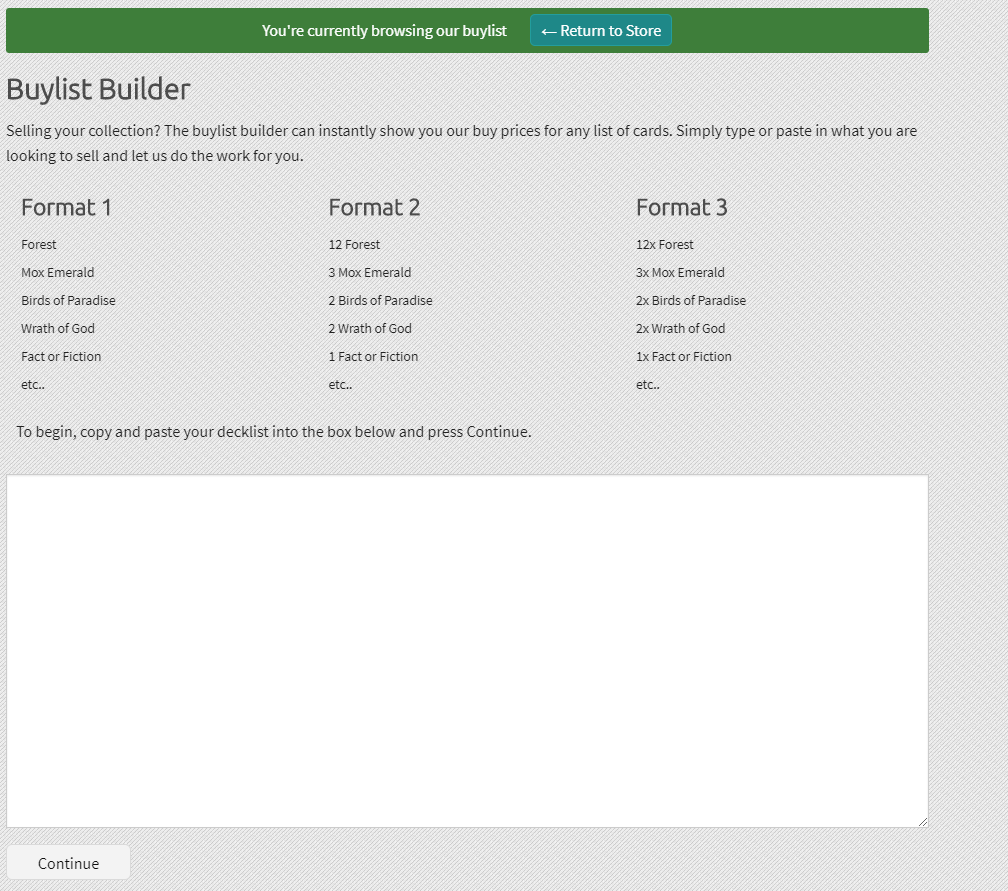 You're currently browsing our buylist
← Return to Store
Buylist Builder
Selling your collection? The buylist builder can instantly show you our buy prices for any list of cards. Simply type or paste in what you are
looking to sell and let us do the work for you.
Format 1
Forest
Mox Emerald
Birds of Paradise
Wrath of God
Fact or Fiction
etc..
Format 2
12 Forest
3 Mox Emerald
2 Birds of Paradise
2 Wrath of God
1 Fact or Fiction
etc..
Format 3
12x Forest
3x Mox Emerald
2x Birds of Paradise
2x Wrath of God
1x Fact or Fiction
etc..
To begin, copy and paste your decklist into the box below and press Continue.
Continue